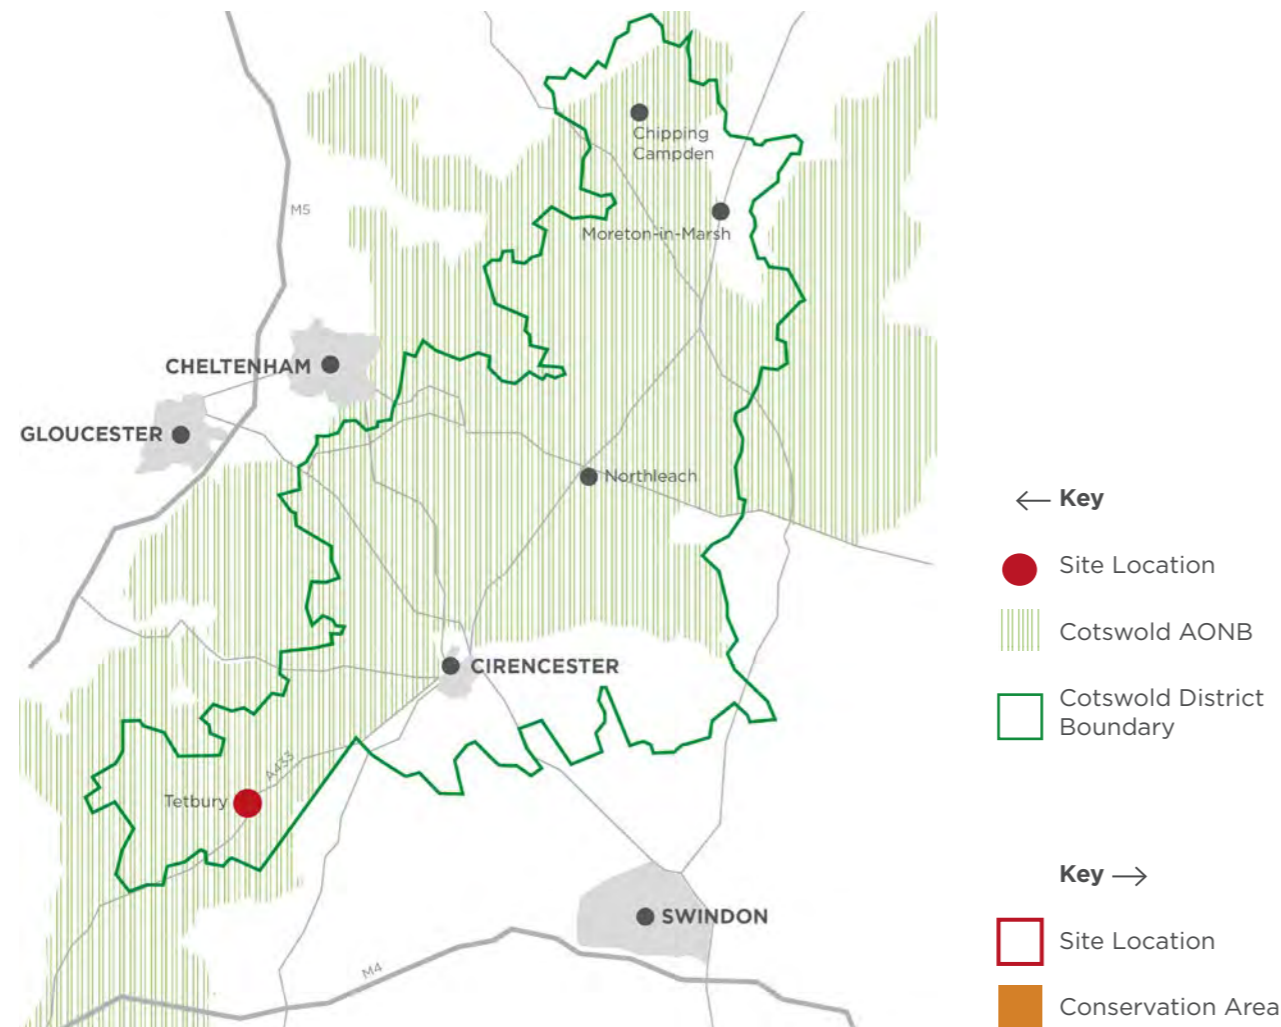 Chipping
Campden
M5
Moreton-in-Marsh
CHELTENHAM
GLOUCESTER
Northleach
CIRENCESTER
A433
Tetbury
SWINDON
M4
← Key
Site Location
Cotswold AONB
Cotswold District
Boundary
Key →
Site Location
Conservation Area